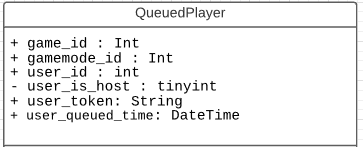 QueuedPlayer
+ game_id : Int
+ gamemode_id : Int
+ user_id : int
- user_is_host : tinyint
+ user_token: String
+ user_queued_time: DateTime